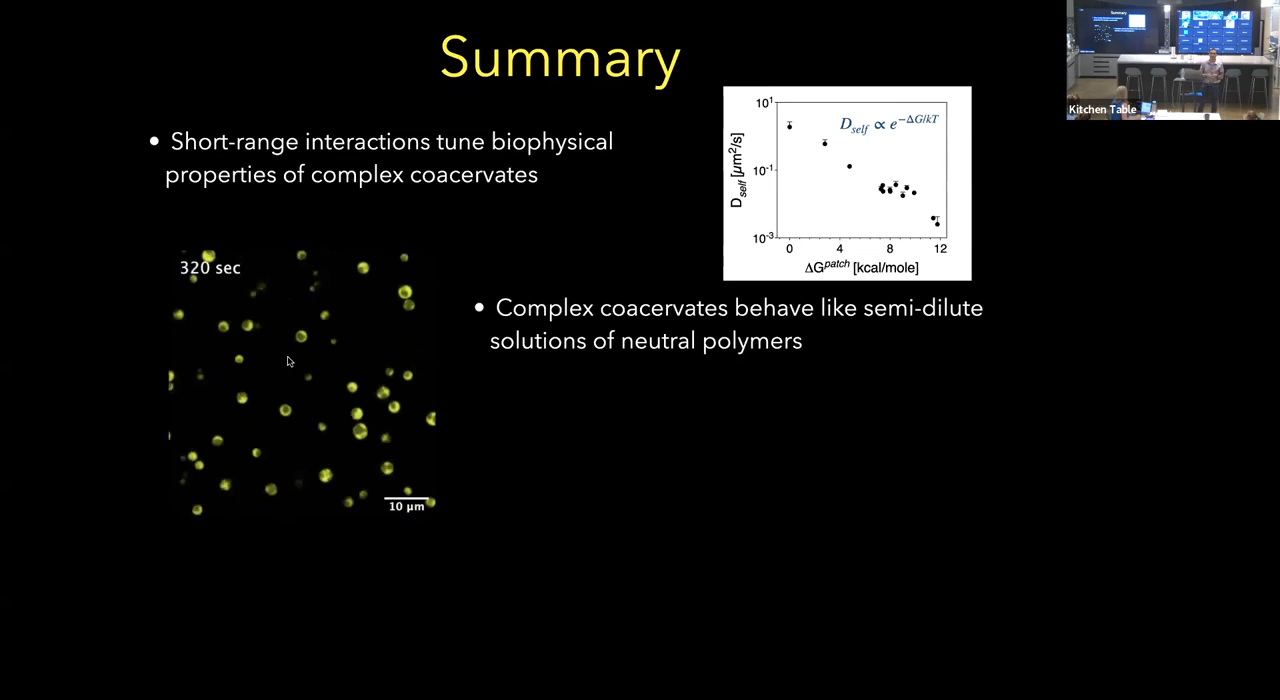 Summary
Kitchen Table
• Short-range interactions tune biophysical
properties of complex coacervates
10¹
10⁻¹
10⁻³
D_self [μm²/s]
D_self ∝ e^−ΔG/kT
0 4 8 12
ΔG^patch [kcal/mole]
320 sec
10 μm
• Complex coacervates behave like semi-dilute
solutions of neutral polymers